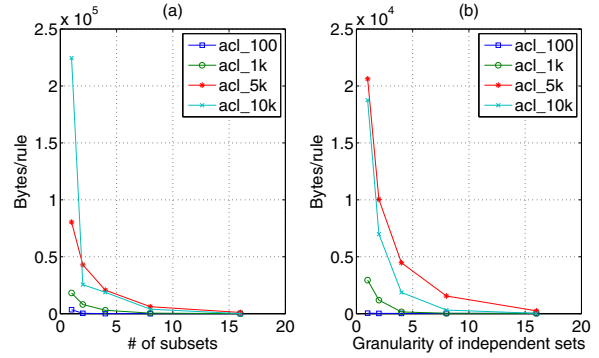 (a)
x 10^5
2.5
2
1.5
1
0.5
0
0
5
10
15
20
Bytes/rule
# of subsets
acl_100
acl_1k
acl_5k
acl_10k
(b)
x 10^4
2.5
2
1.5
1
0.5
0
0
5
10
15
20
Bytes/rule
Granularity of independent sets
acl_100
acl_1k
acl_5k
acl_10k